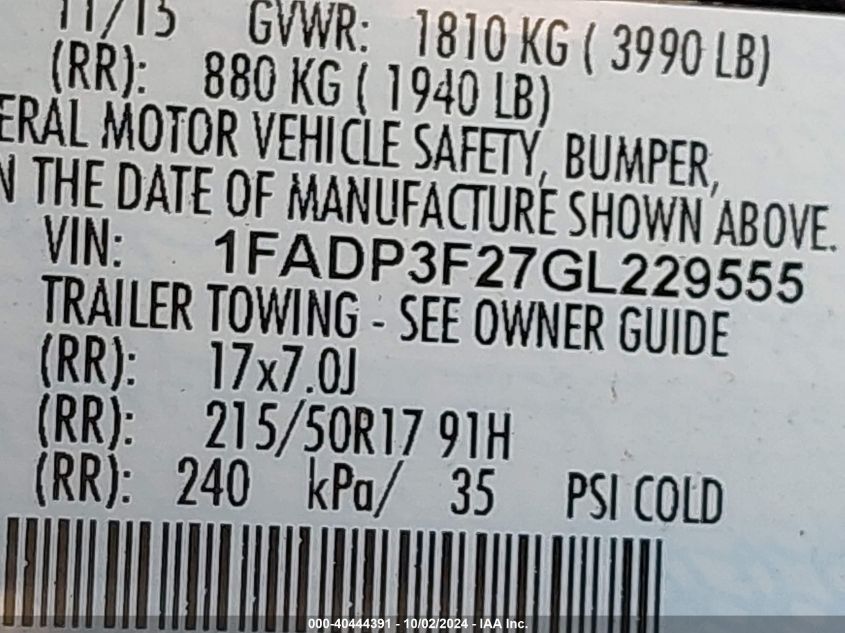 11/15 GVWR: 1810 KG ( 3990 LB)
(RR): 880 KG ( 1940 LB)
ERAL MOTOR VEHICLE SAFETY, BUMPER,
N THE DATE OF MANUFACTURE SHOWN ABOVE.
VIN: 1FADP3F27GL229555
TRAILER TOWING - SEE OWNER GUIDE
(RR): 17x7.0J
(RR): 215/50R17 91H
(RR): 240 kPa/ 35 PSI COLD
000-40444391 - 10/02/2024 - IAA Inc.